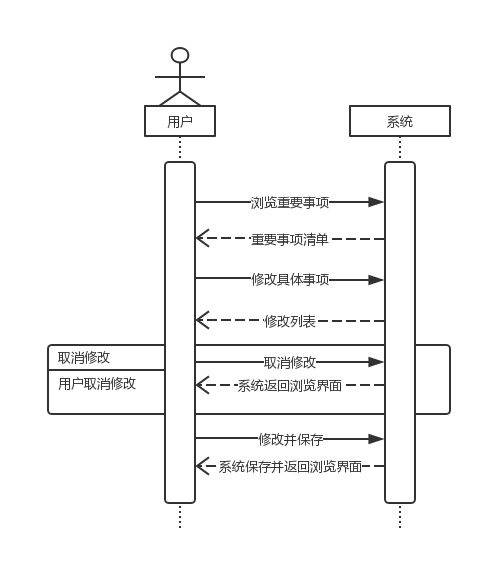 用户
系统
浏览重要事项
重要事项清单
修改具体事项
修改列表
取消修改
取消修改
用户取消修改
系统返回浏览界面
修改并保存
系统保存并返回浏览界面